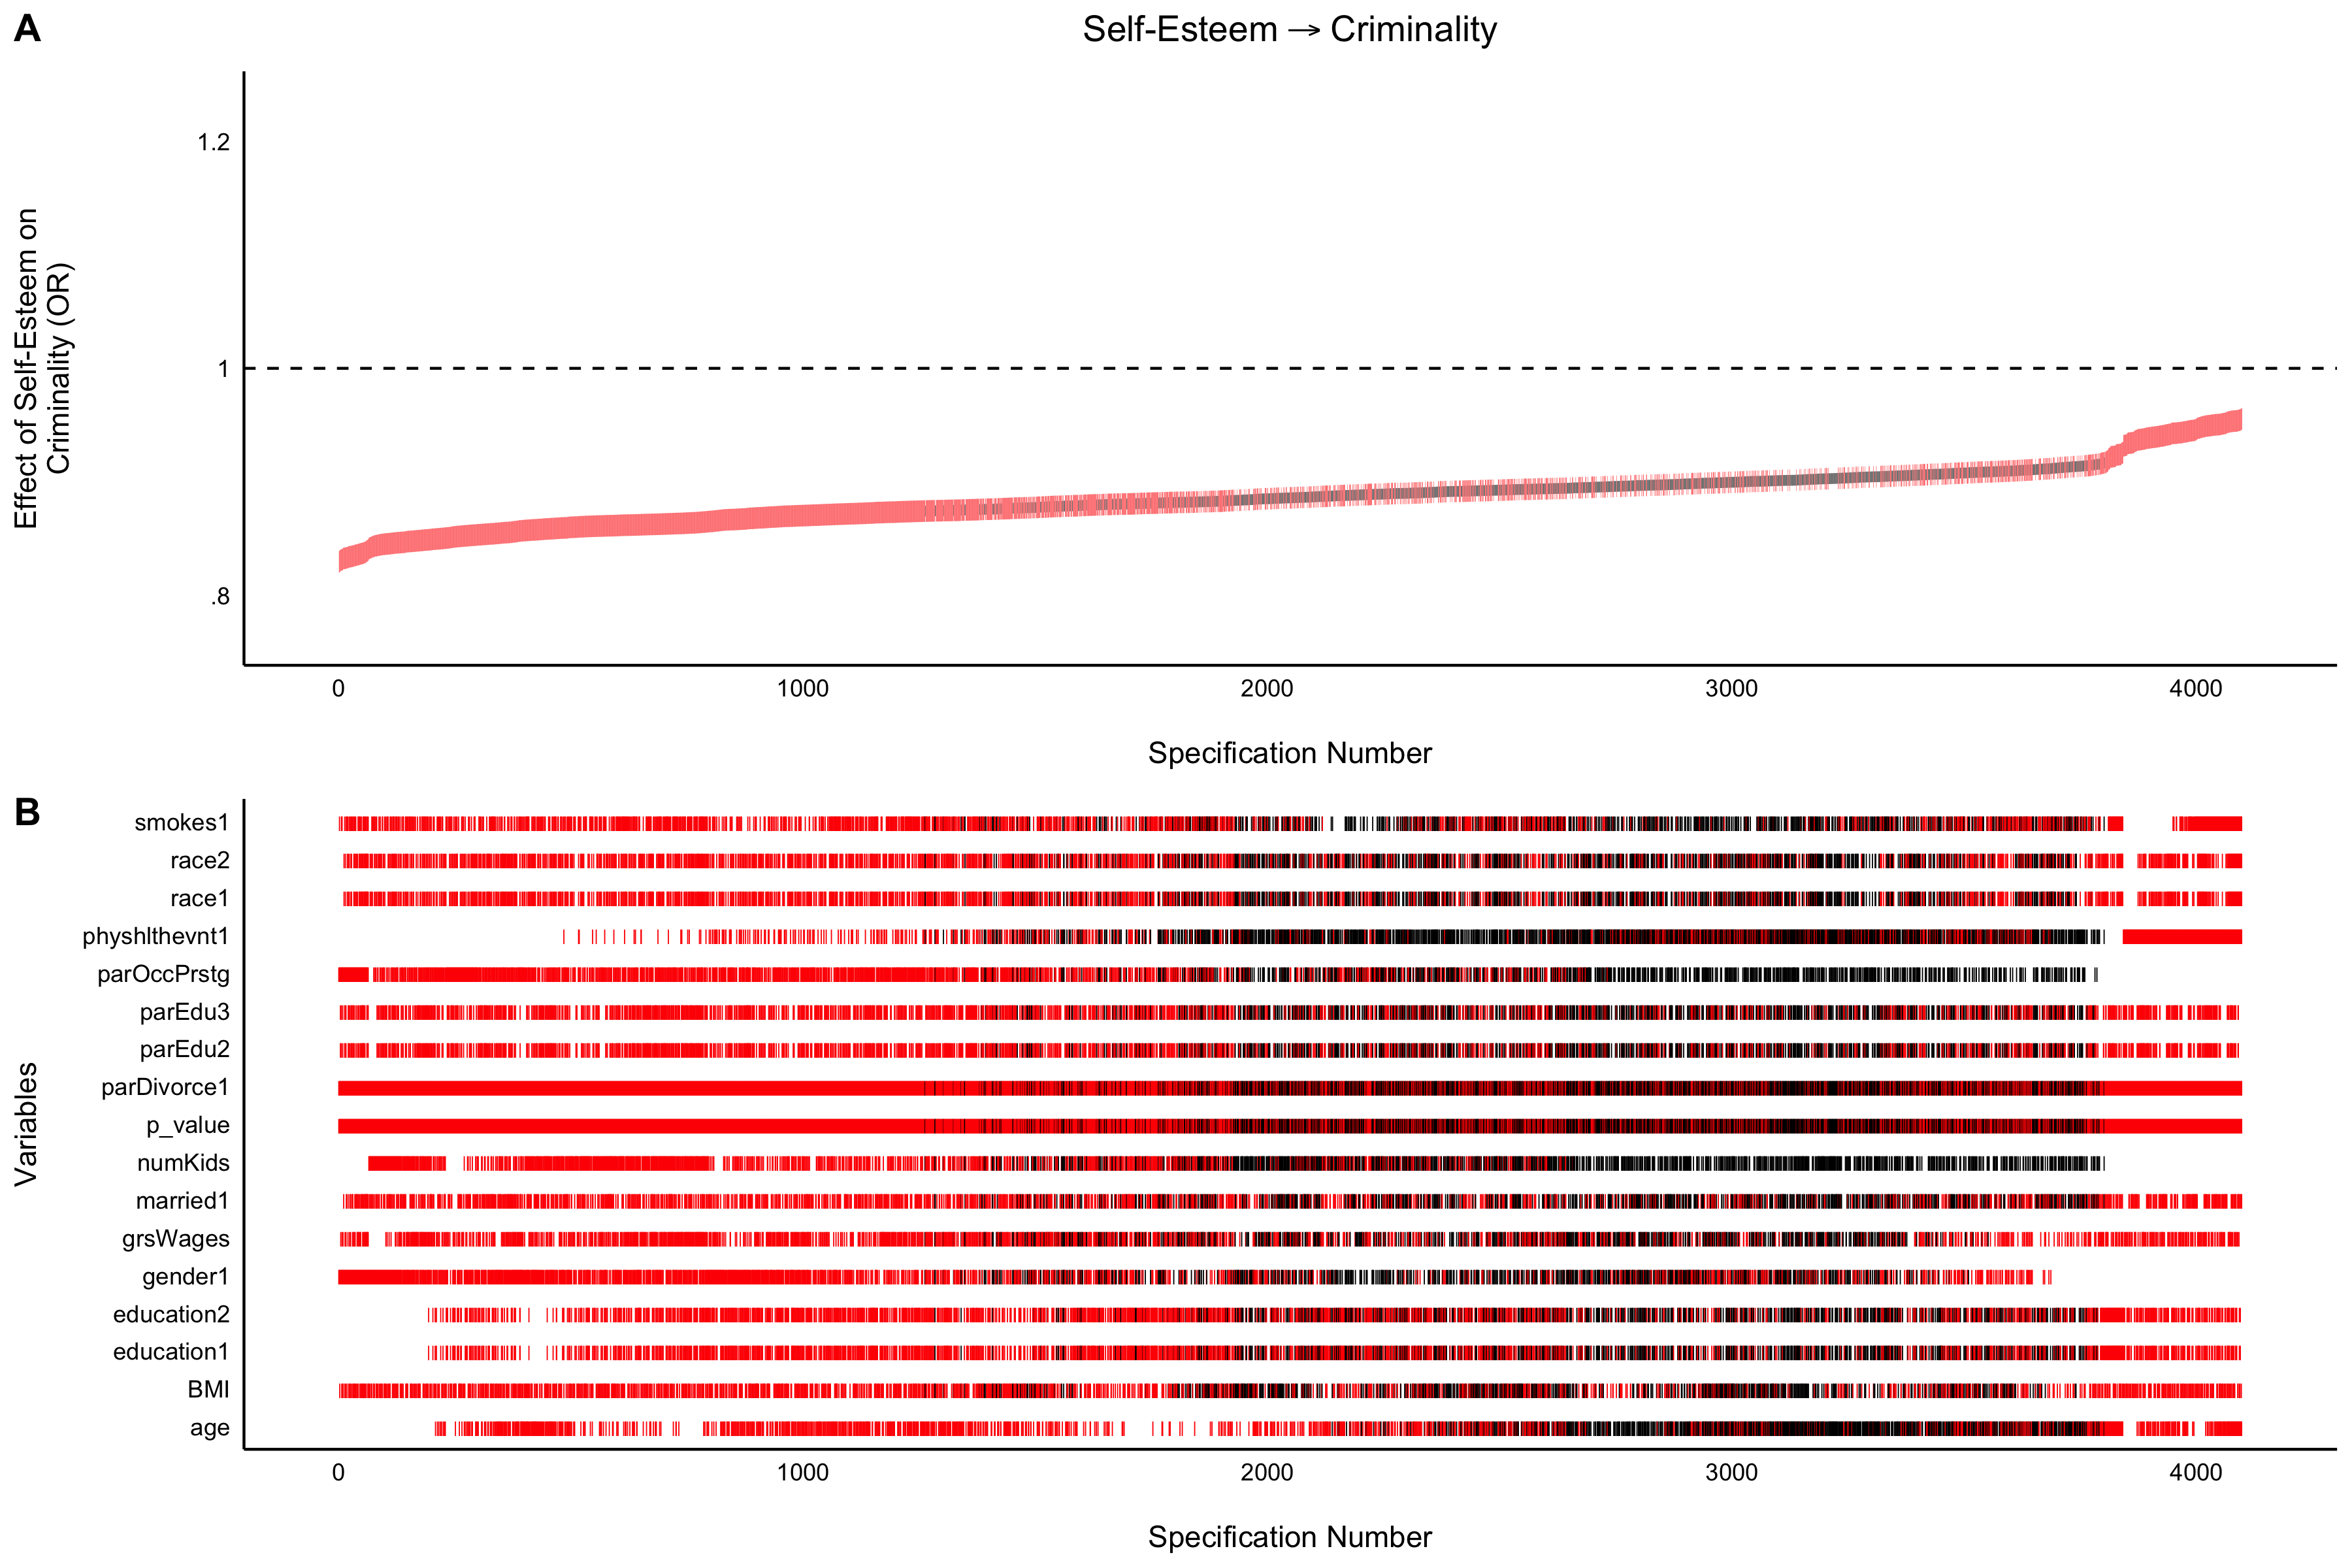 A
Self-Esteem → Criminality
Effect of Self-Esteem on
Criminality (OR)
1.2
1
.8
0 1000 2000 3000 4000
Specification Number
B
Variables
smokes1
race2
race1
physhlthevnt1
parOccPrstg
parEdu3
parEdu2
parDivorce1
p_value
numKids
married1
grsWages
gender1
education2
education1
BMI
age
0 1000 2000 3000 4000
Specification Number